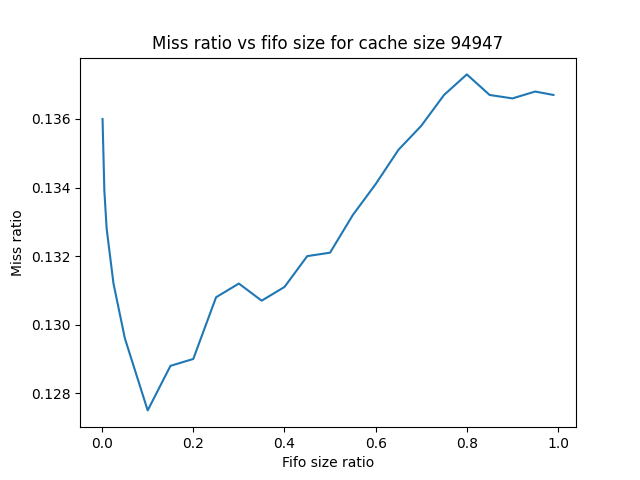 Miss ratio vs fifo size for cache size 94947
Miss ratio
0.136
0.134
0.132
0.130
0.128
0.0 0.2 0.4 0.6 0.8 1.0
Fifo size ratio